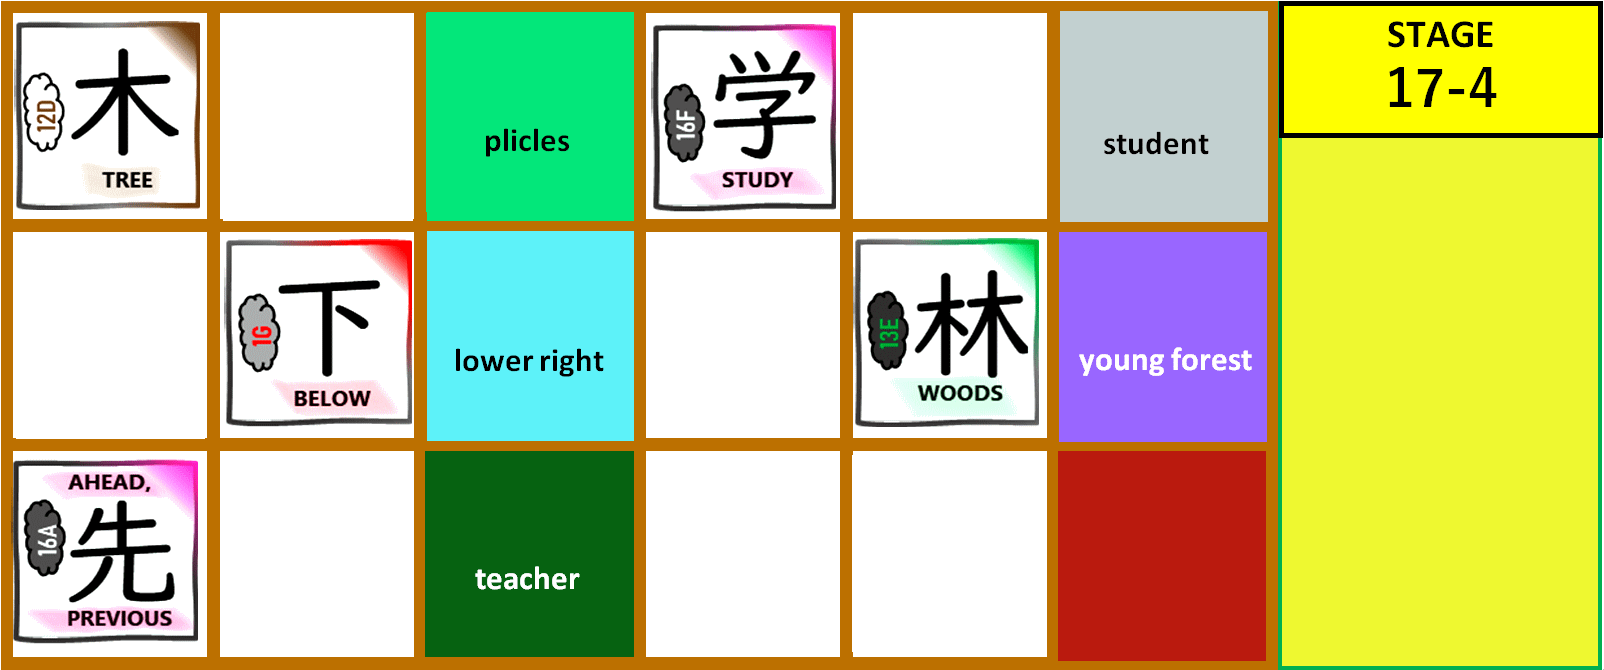 12D
木
TREE
plicles
16F
学
STUDY
student
STAGE
17-4
1G
下
BELOW
lower right
13E
林
WOODS
young forest
AHEAD,
16A
先
PREVIOUS
teacher